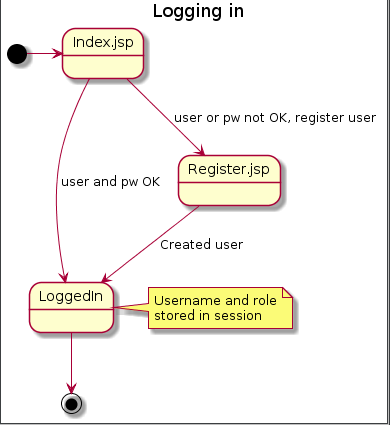 Logging in
Index.jsp
user or pw not OK, register user
Register.jsp
user and pw OK
Created user
LoggedIn
Username and role
stored in session